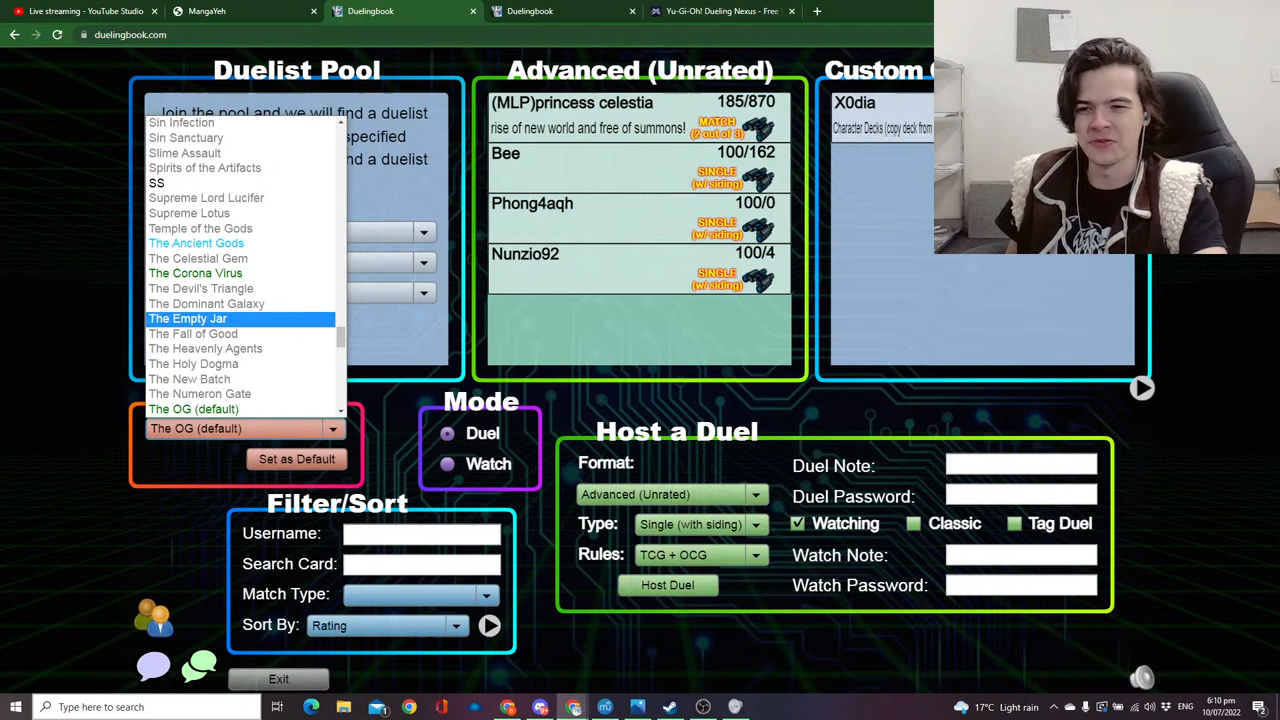 Live streaming - YouTube Studio
MangaYeh
Duelingbook
Duelingbook
Yu-Gi-Oh! Dueling Nexus - Free
duelingbook.com
Duelist Pool
Advanced (Unrated)
Custom
Join the pool and we will find a duelist
specified
find a duelist
Sin Infection
Sin Sanctuary
Slime Assault
Spirits of the Artifacts
SS
Supreme Lord Lucifer
Supreme Lotus
Temple of the Gods
The Ancient Gods
The Celestial Gem
The Corona Virus
The Devil's Triangle
The Dominant Galaxy
The Empty Jar
The Fall of Good
The Heavenly Agents
The Holy Dogma
The New Batch
The Numeron Gate
The OG (default)
The OG (default)
Set as Default
(MLP)princess celestia 185/870
rise of new world and free of summons! MATCH (2 out of 3)
Bee 100/162
SINGLE (w/ siding)
Phong4aqh 100/0
SINGLE (w/ siding)
Nunzio92 100/4
SINGLE (w/ siding)
X0dia
Character Decks (copy deck from
Mode
Duel
Watch
Filter/Sort
Username:
Search Card:
Match Type:
Sort By: Rating
Exit
Host a Duel
Format:
Advanced (Unrated)
Type: Single (with siding)
Rules: TCG + OCG
Host Duel
Duel Note:
Duel Password:
Watching Classic Tag Duel
Watch Note:
Watch Password:
Type here to search
17°C Light rain
6:10 pm
10/07/2022